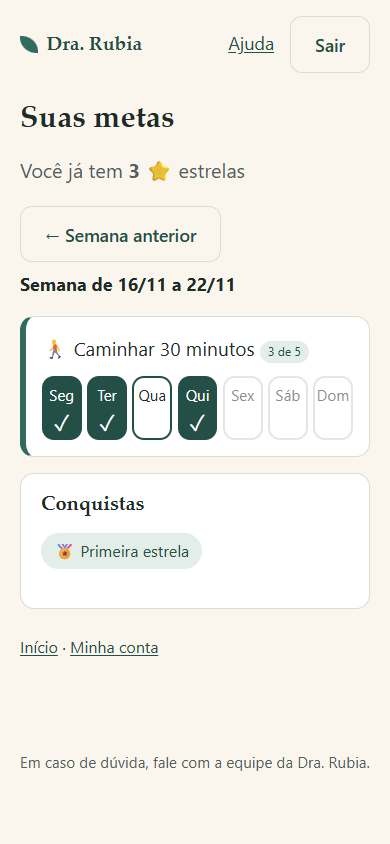 Dra. Rubia
Ajuda
Sair
Suas metas
Você já tem 3 ⭐ estrelas
← Semana anterior
Semana de 16/11 a 22/11
🚶 Caminhar 30 minutos 3 de 5
Seg Ter Qua Qui Sex Sáb Dom
✓ ✓ ✓
Conquistas
🏅 Primeira estrela
Início · Minha conta
Em caso de dúvida, fale com a equipe da Dra. Rubia.